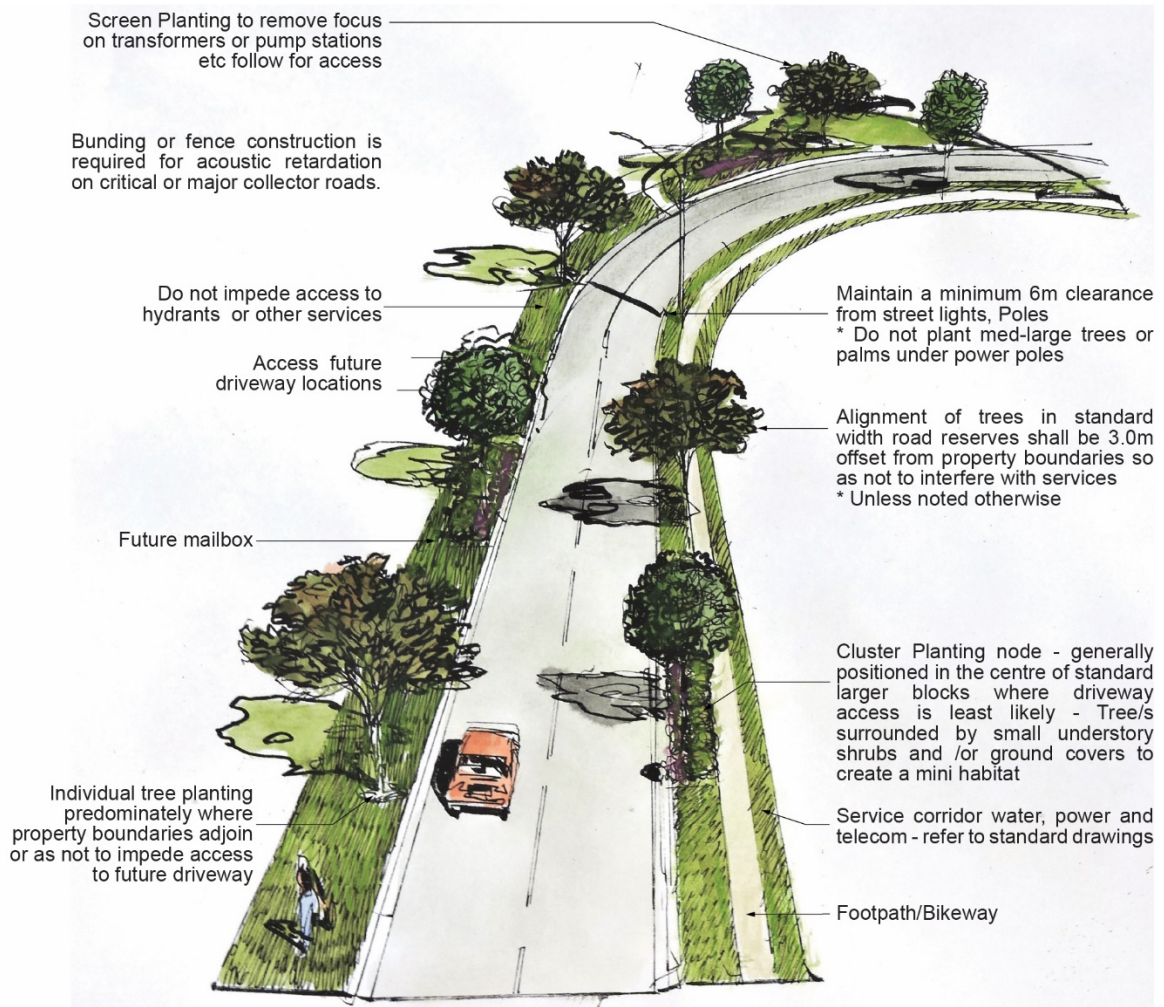 Screen Planting to remove focus
on transformers or pump stations
etc follow for access
Bunding or fence construction is
required for acoustic retardation
on critical or major collector roads.
Do not impede access to
hydrants or other services
Access future
driveway locations
Future mailbox
Individual tree planting
predominately where
property boundaries adjoin
or as not to impede access
to future driveway
Maintain a minimum 6m clearance
from street lights, Poles
* Do not plant med-large trees or
palms under power poles
Alignment of trees in standard
width road reserves shall be 3.0m
offset from property boundaries so
as not to interfere with services
* Unless noted otherwise
Cluster Planting node - generally
positioned in the centre of standard
larger blocks where driveway
access is least likely - Tree/s
surrounded by small understory
shrubs and /or ground covers to
create a mini habitat
Service corridor water, power and
telecom - refer to standard drawings
Footpath/Bikeway